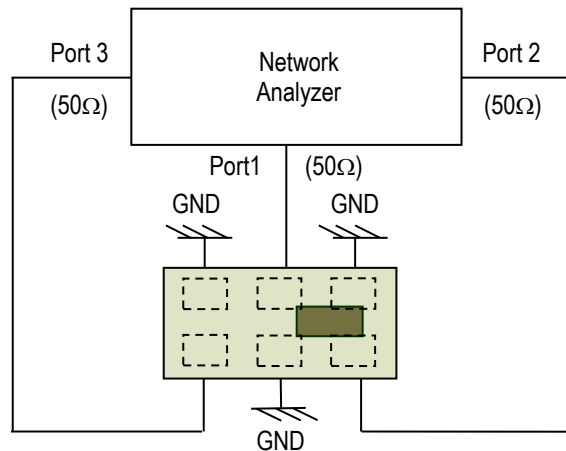 Port 3
Network
Analyzer
Port 2
(50Ω)
(50Ω)
Port1
(50Ω)
GND
GND
GND